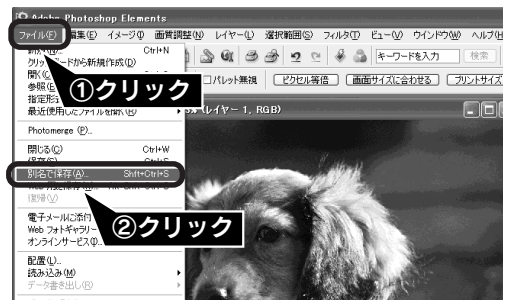 Adobe Photoshop Elements
ファイル(F) 編集(E) イメージ(I) 画質調整(N) レイヤー(L) 選択範囲(S) フィルタ(T) ビュー(V) ウインドウ(W) ヘルプ(H
Ctrl+N
キーワードを入力 検索
クリップボードから新規作成(D)
開く(O)
パレット無視 ピクセル等倍 画面サイズに合わせる プリントサイズ
①クリック
最近使用したファイルを開く(R)
(レイヤー 1, RGB)
Photomerge (P)...
閉じる(C) Ctrl+W
保存(S) Ctrl+S
別名で保存(A)... Shft+Ctrl+S
復帰(V)
②クリック
電子メールに添付
Web フォトギャラリー
オンラインサービス(I)...
配置(L)...
読み込み(M)
データ書き出し(R)